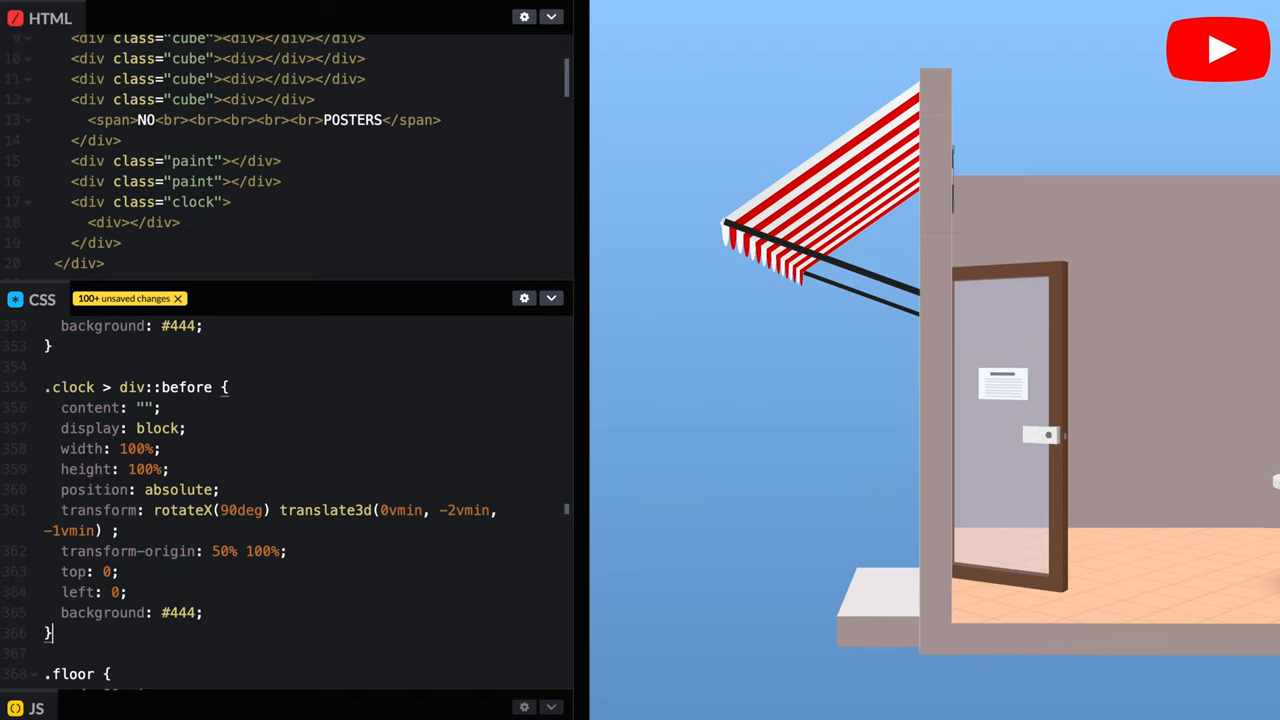 HTML
9 <div class="cube"><div></div></div>
10 <div class="cube"><div></div></div>
11 <div class="cube"><div></div></div>
12 <div class="cube"><div></div>
13 <span>NO<br><br><br><br><br>POSTERS</span>
14 </div>
15 <div class="paint"></div>
16 <div class="paint"></div>
17 <div class="clock">
18 <div></div>
19 </div>
20 </div>
CSS 100+ unsaved changes X
352 background: #444;
353 }
354
355 .clock > div::before {
356 content: "";
357 display: block;
358 width: 100%;
359 height: 100%;
360 position: absolute;
361 transform: rotateX(90deg) translate3d(0vmin, -2vmin,
-1vmin) ;
362 transform-origin: 50% 100%;
363 top: 0;
364 left: 0;
365 background: #444;
366 }
367
368 .floor {
JS